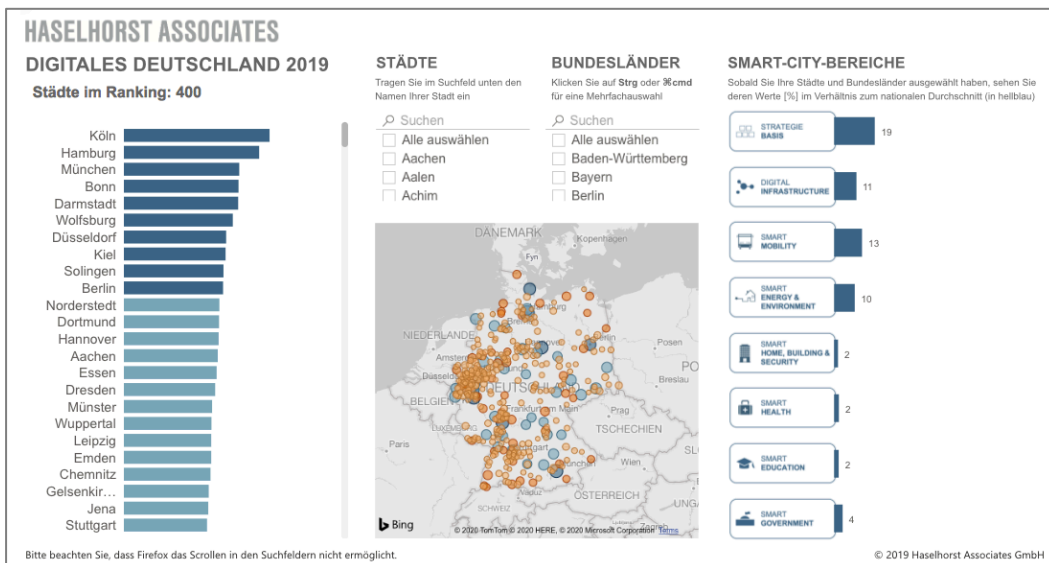 HASELHORST ASSOCIATES
DIGITALES DEUTSCHLAND 2019
Städte im Ranking: 400
Köln
Hamburg
München
Bonn
Darmstadt
Wolfsburg
Düsseldorf
Kiel
Solingen
Berlin
Norderstedt
Dortmund
Hannover
Aachen
Essen
Dresden
Münster
Wuppertal
Leipzig
Emden
Chemnitz
Gelsenkir...
Jena
Stuttgart
STÄDTE
Tragen Sie im Suchfeld unten den
Namen Ihrer Stadt ein
Suchen
Alle auswählen
Aachen
Aalen
Achim
BUNDESLÄNDER
Klicken Sie auf Strg oder ⌘cmd
für eine Mehrfachauswahl
Suchen
Alle auswählen
Baden-Württemberg
Bayern
Berlin
DÄNEMARK
Kopenhagen
Fyn
NIEDERLANDE
Posen
PO
Breslau
BELGIEN
DEUTSCHLAND
Frankfurt am Main
Prag
TSCHECHIEN
LUXEMBURG
Paris
SL
Wien
Vaduz
ÖSTERREICH
SCHWEIZ
UNGA
Zagreb
Bing
© 2020 TomTom © 2020 HERE, © 2020 Microsoft Corporation Terms
SMART-CITY-BEREICHE
Sobald Sie Ihre Städte und Bundesländer ausgewählt haben, sehen Sie
deren Werte [%] im Verhältnis zum nationalen Durchschnitt (in hellblau)
STRATEGIE
BASIS
19
DIGITAL
INFRASTRUCTURE
11
SMART
MOBILITY
13
SMART
ENERGY &
ENVIRONMENT
10
SMART
HOME, BUILDING &
SECURITY
2
SMART
HEALTH
2
SMART
EDUCATION
2
SMART
GOVERNMENT
4
Bitte beachten Sie, dass Firefox das Scrollen in den Suchfeldern nicht ermöglicht.
© 2019 Haselhorst Associates GmbH